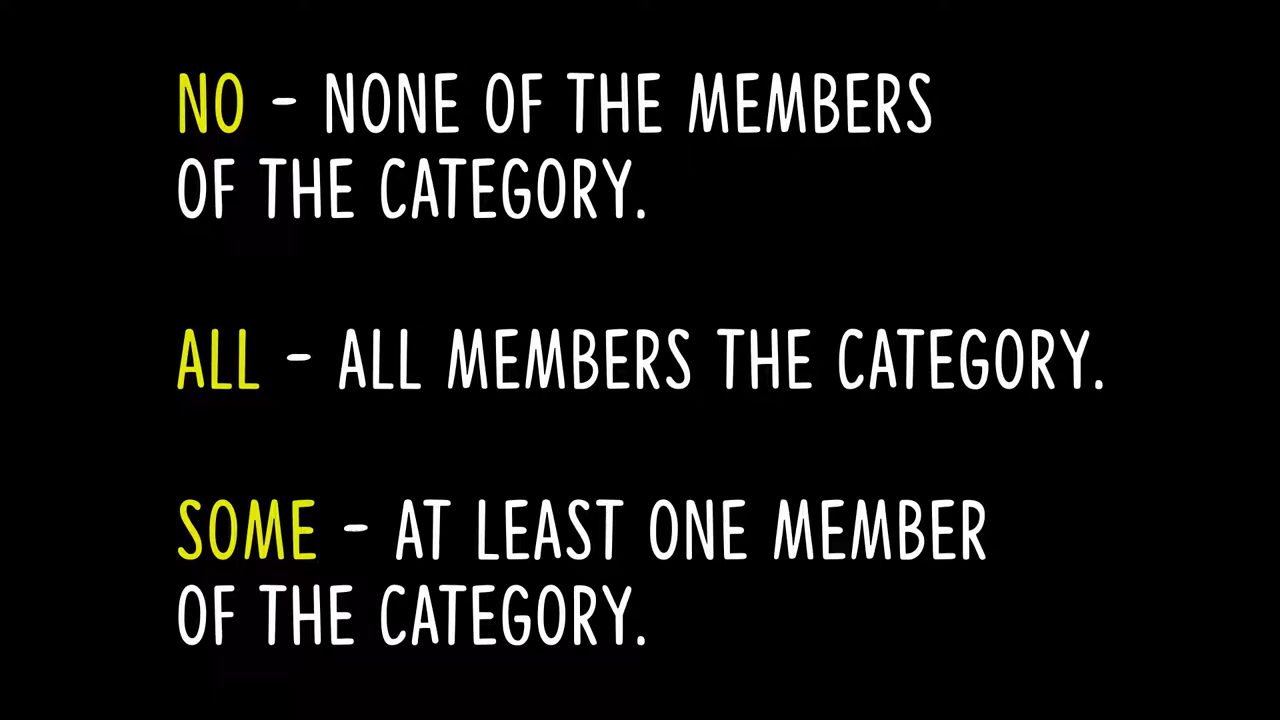 NO - NONE OF THE MEMBERS
OF THE CATEGORY.
ALL - ALL MEMBERS THE CATEGORY.
SOME - AT LEAST ONE MEMBER
OF THE CATEGORY.